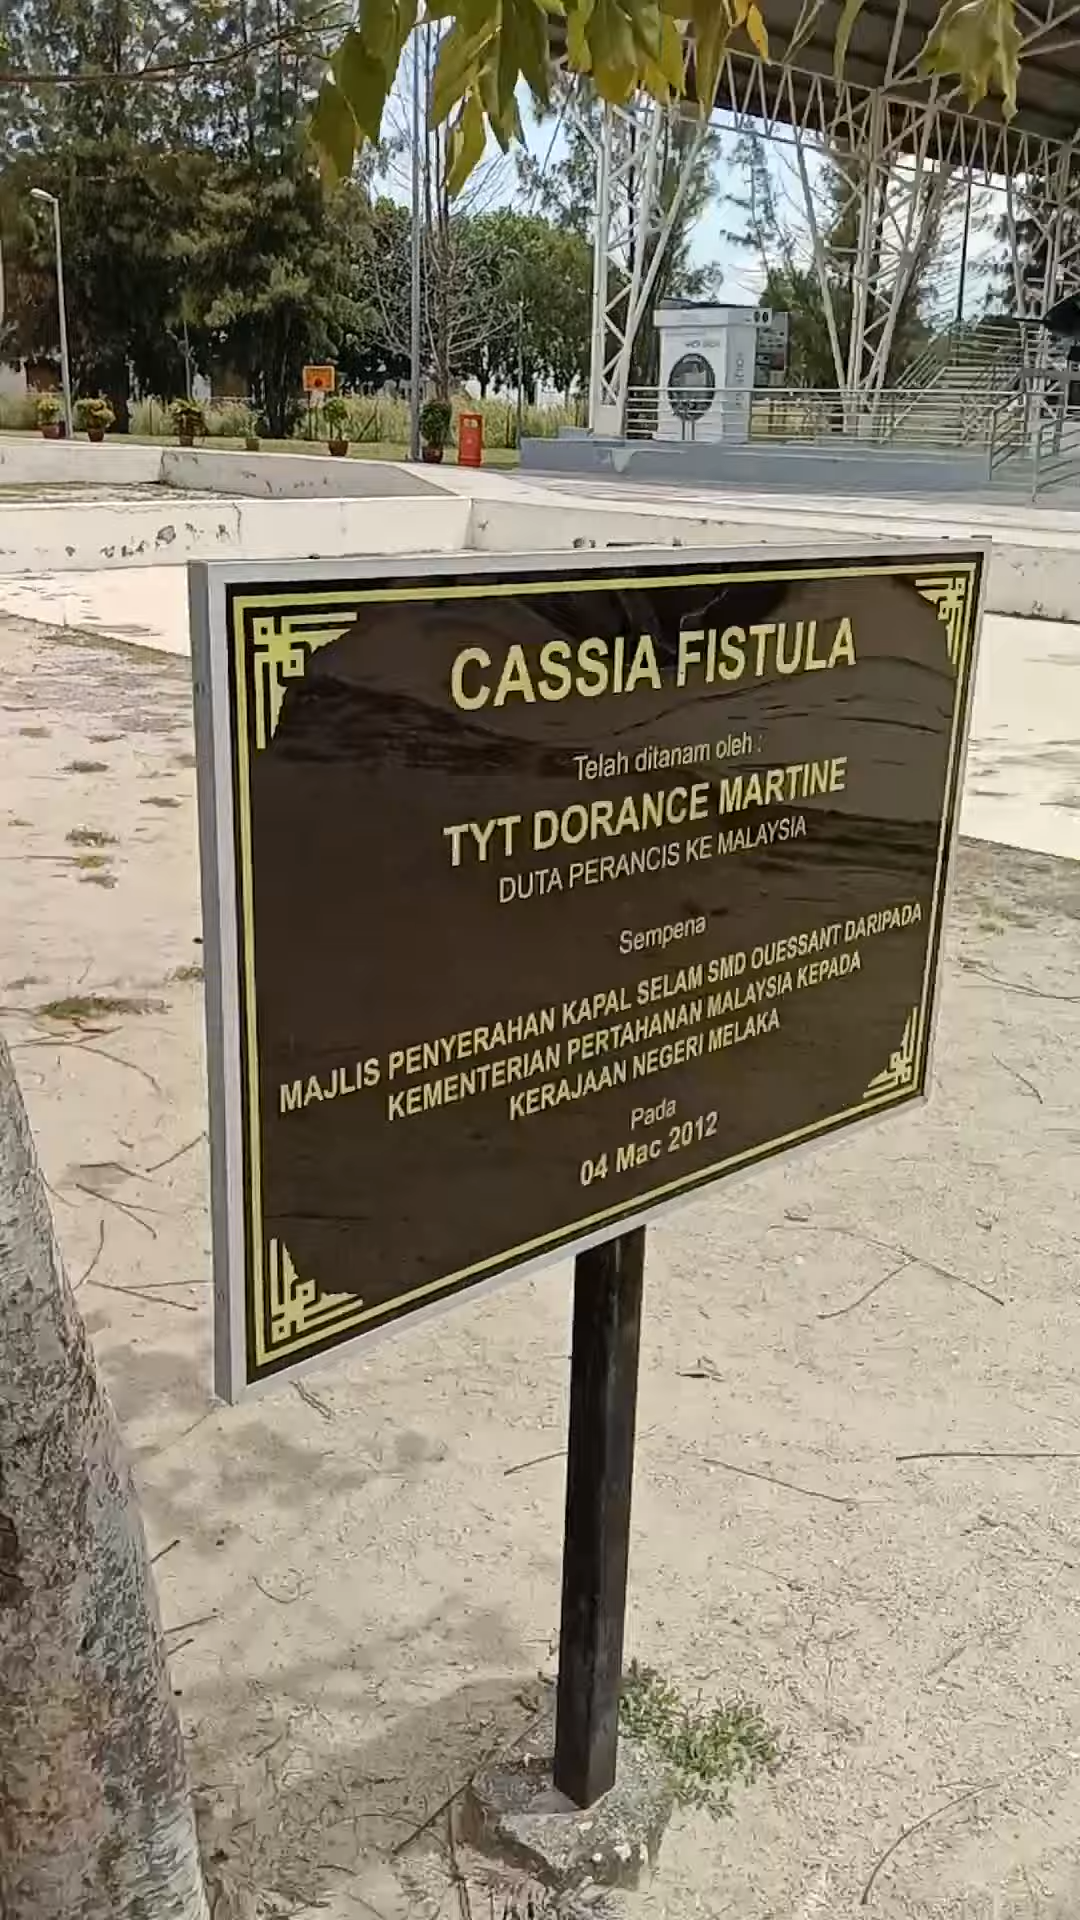 CASSIA FISTULA
Telah ditanam oleh :
TYT DORANCE MARTINE
DUTA PERANCIS KE MALAYSIA
Sempena
MAJLIS PENYERAHAN KAPAL SELAM SMD OUESSANT DARIPADA
KEMENTERIAN PERTAHANAN MALAYSIA KEPADA
KERAJAAN NEGERI MELAKA
Pada
04 Mac 2012